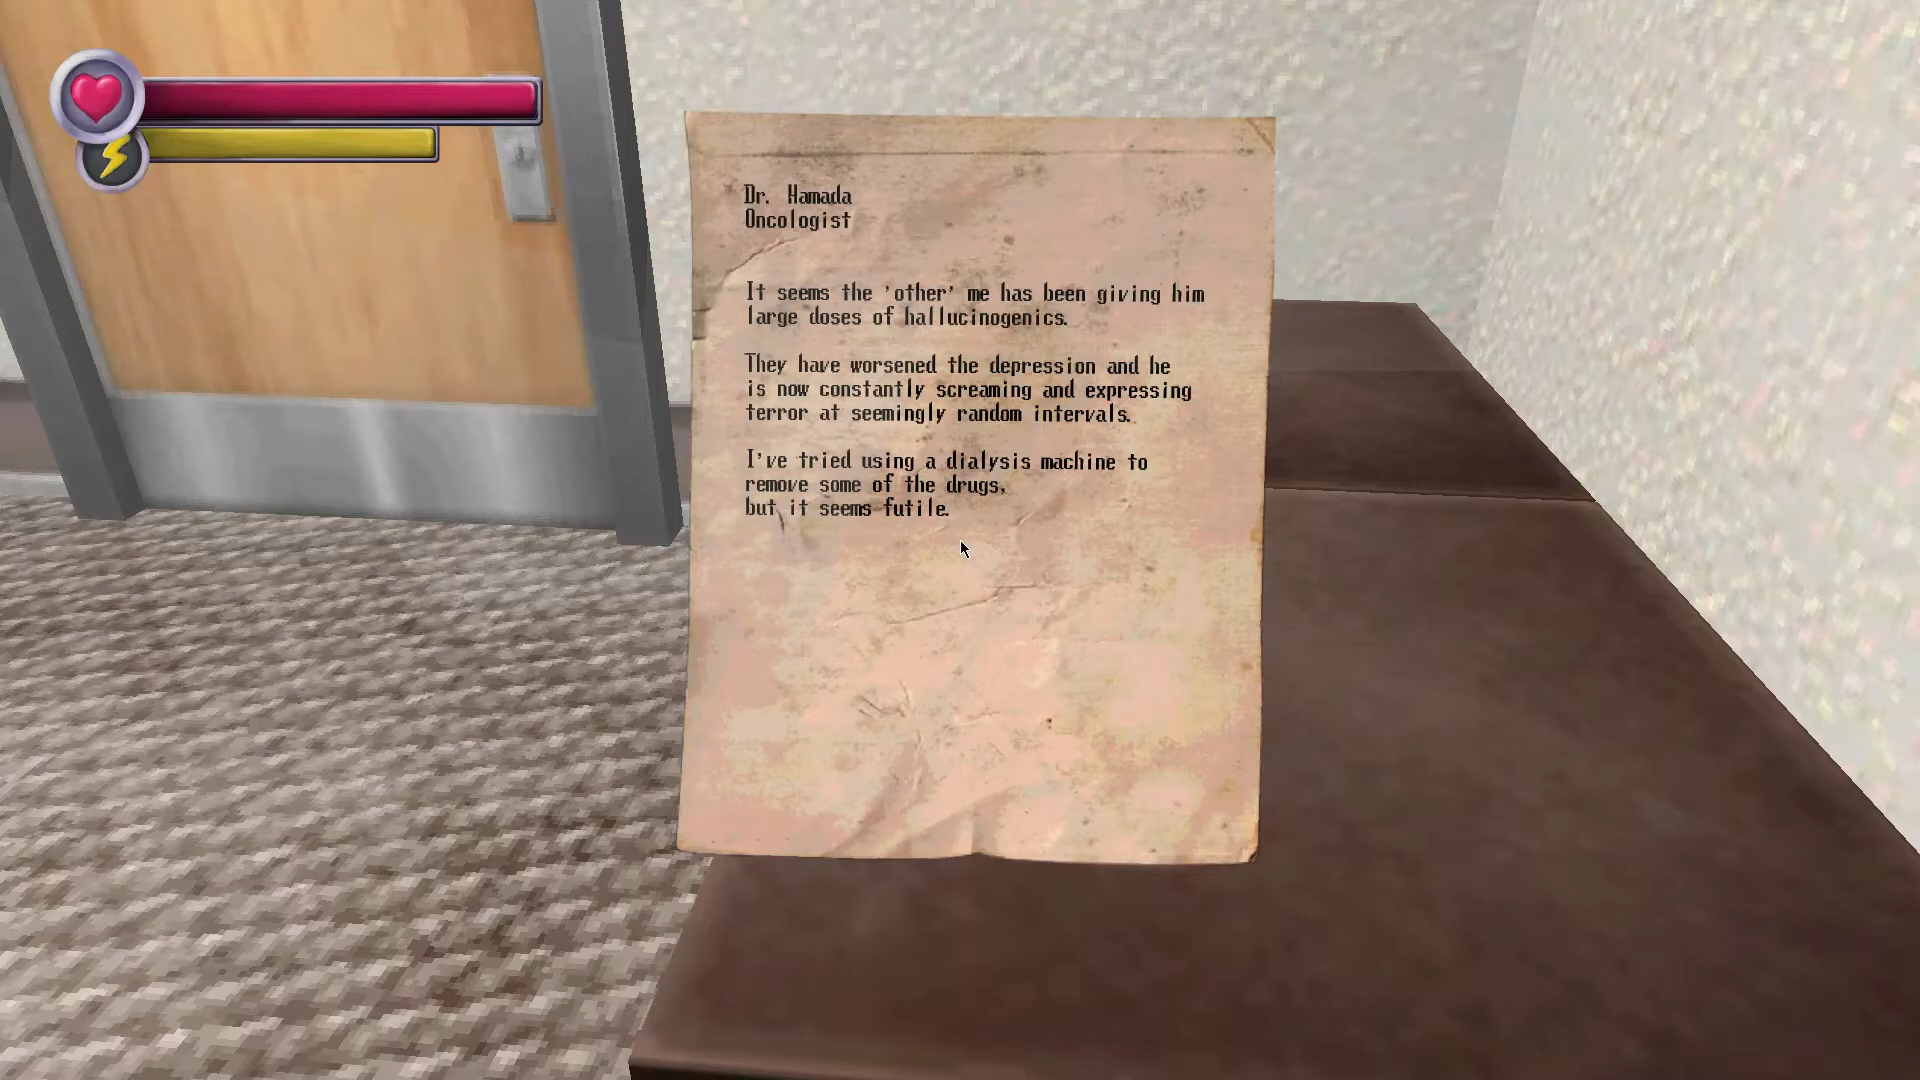 Dr. Hamada
Oncologist
It seems the 'other' me has been giving him
large doses of hallucinogenics.
They have worsened the depression and he
is now constantly screaming and expressing
terror at seemingly random intervals.
I've tried using a dialysis machine to
remove some of the drugs,
but it seems futile.